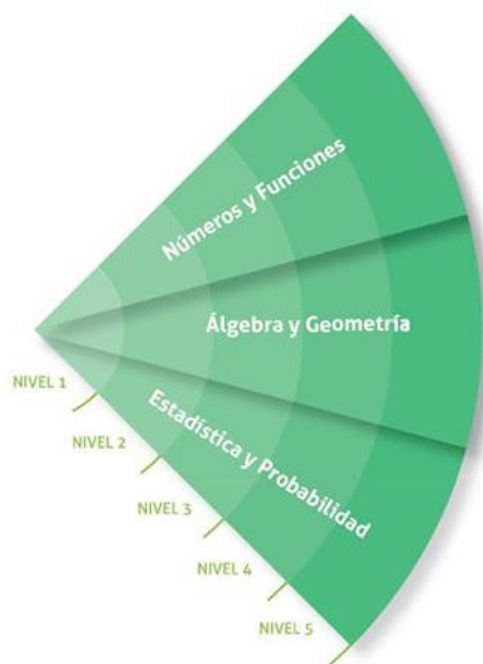 Números y Funciones
Álgebra y Geometría
Estadística y Probabilidad
NIVEL 1
NIVEL 2
NIVEL 3
NIVEL 4
NIVEL 5